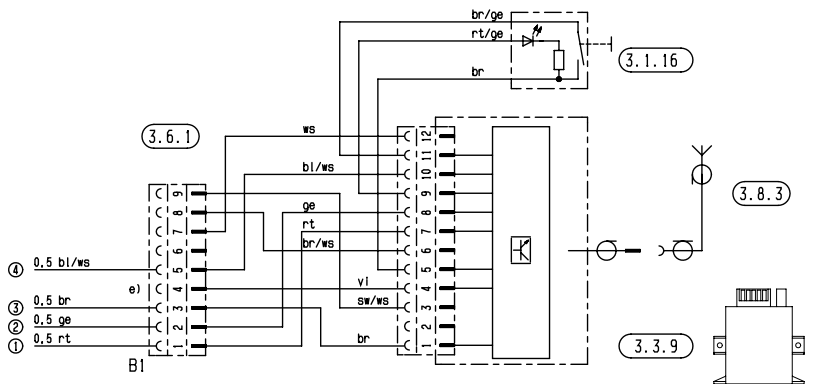 br/ge
rt/ge
br
3.1.16
3.6.1
ws
12
11
bl/ws
10
9
9
8
ge
8
7
rt
7
6
br/ws
6
3.8.3
④ 0,5 bl/ws
5
5
e)
4
vi
4
③ 0,5 br
3
sw/ws
3
② 0,5 ge
2
2
① 0,5 rt
1
br
1
3.3.9
B1